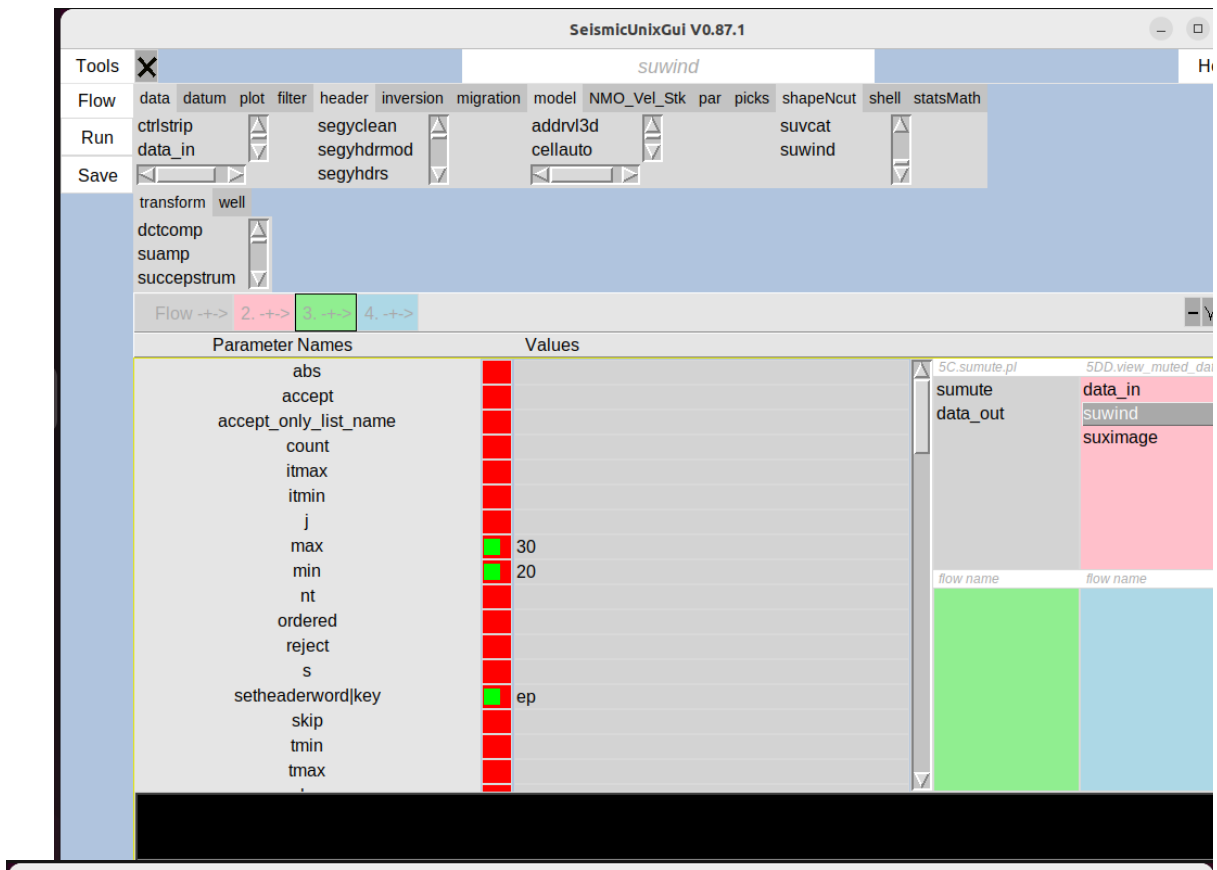 SeismicUnixGui V0.87.1
Tools suwind
Flow data datum plot filter header inversion migration model NMO_Vel_Stk par picks shapeNcut shell statsMath
ctrlstrip segyclean addrvl3d suvcat
Run
data_in segyhdrmod cellauto suwind
Save segyhdrs
transform well
dctcomp
suamp
succepstrum
Flow -+-> 2. -+-> 3. -+-> 4. -+->
Parameter Names Values
abs
accept
accept_only_list_name
count
itmax
itmin
j
max 30
min 20
nt
ordered
reject
s
setheaderword|key ep
skip
tmin
tmax
5C.sumute.pl 5DD.view_muted_da
sumute data_in
data_out suwind
suximage
flow name flow name